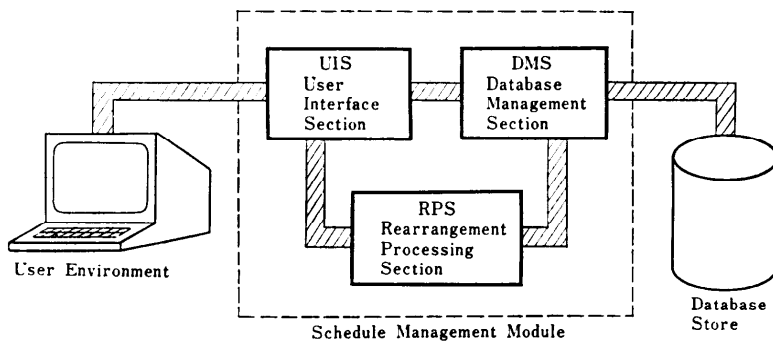 UIS
User
Interface
Section
DMS
Database
Management
Section
RPS
Rearrangement
Processing
Section
User Environment
Database
Store
Schedule Management Module